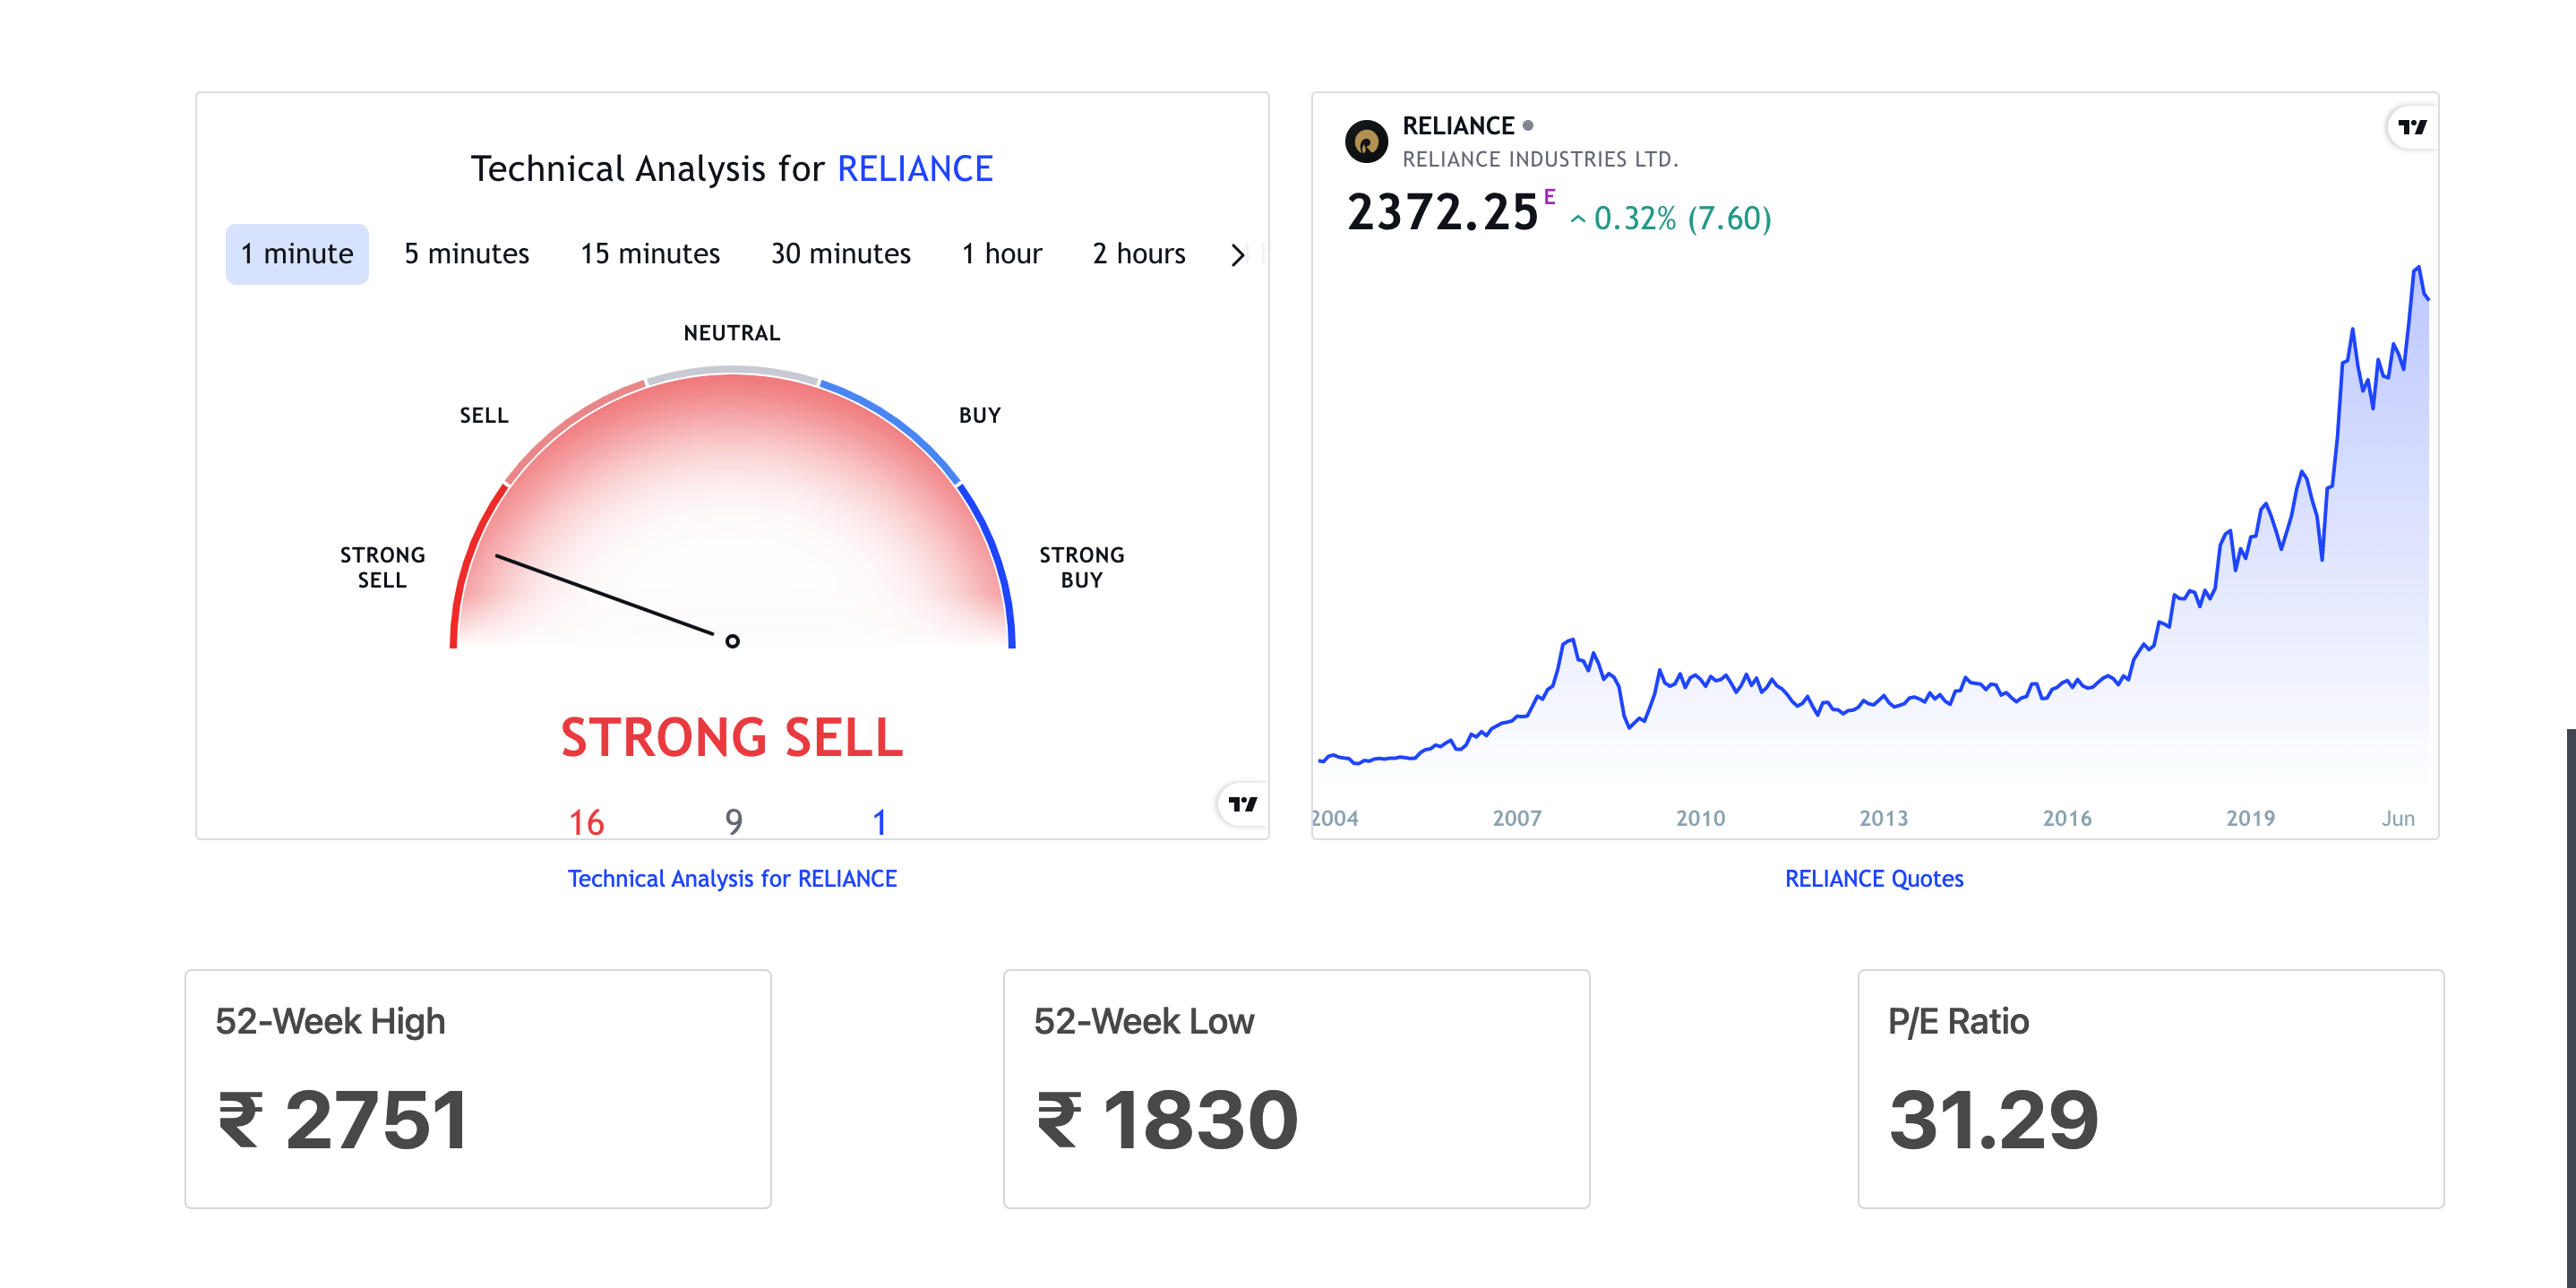 Technical Analysis for RELIANCE
1 minute 5 minutes 15 minutes 30 minutes 1 hour 2 hours
NEUTRAL
SELL
BUY
STRONG
SELL
STRONG
BUY
STRONG SELL
16 9 1
Technical Analysis for RELIANCE
RELIANCE
RELIANCE INDUSTRIES LTD.
2372.25 E 0.32% (7.60)
2004 2007 2010 2013 2016 2019 Jun
RELIANCE Quotes
52-Week High
₹ 2751
52-Week Low
₹ 1830
P/E Ratio
31.29